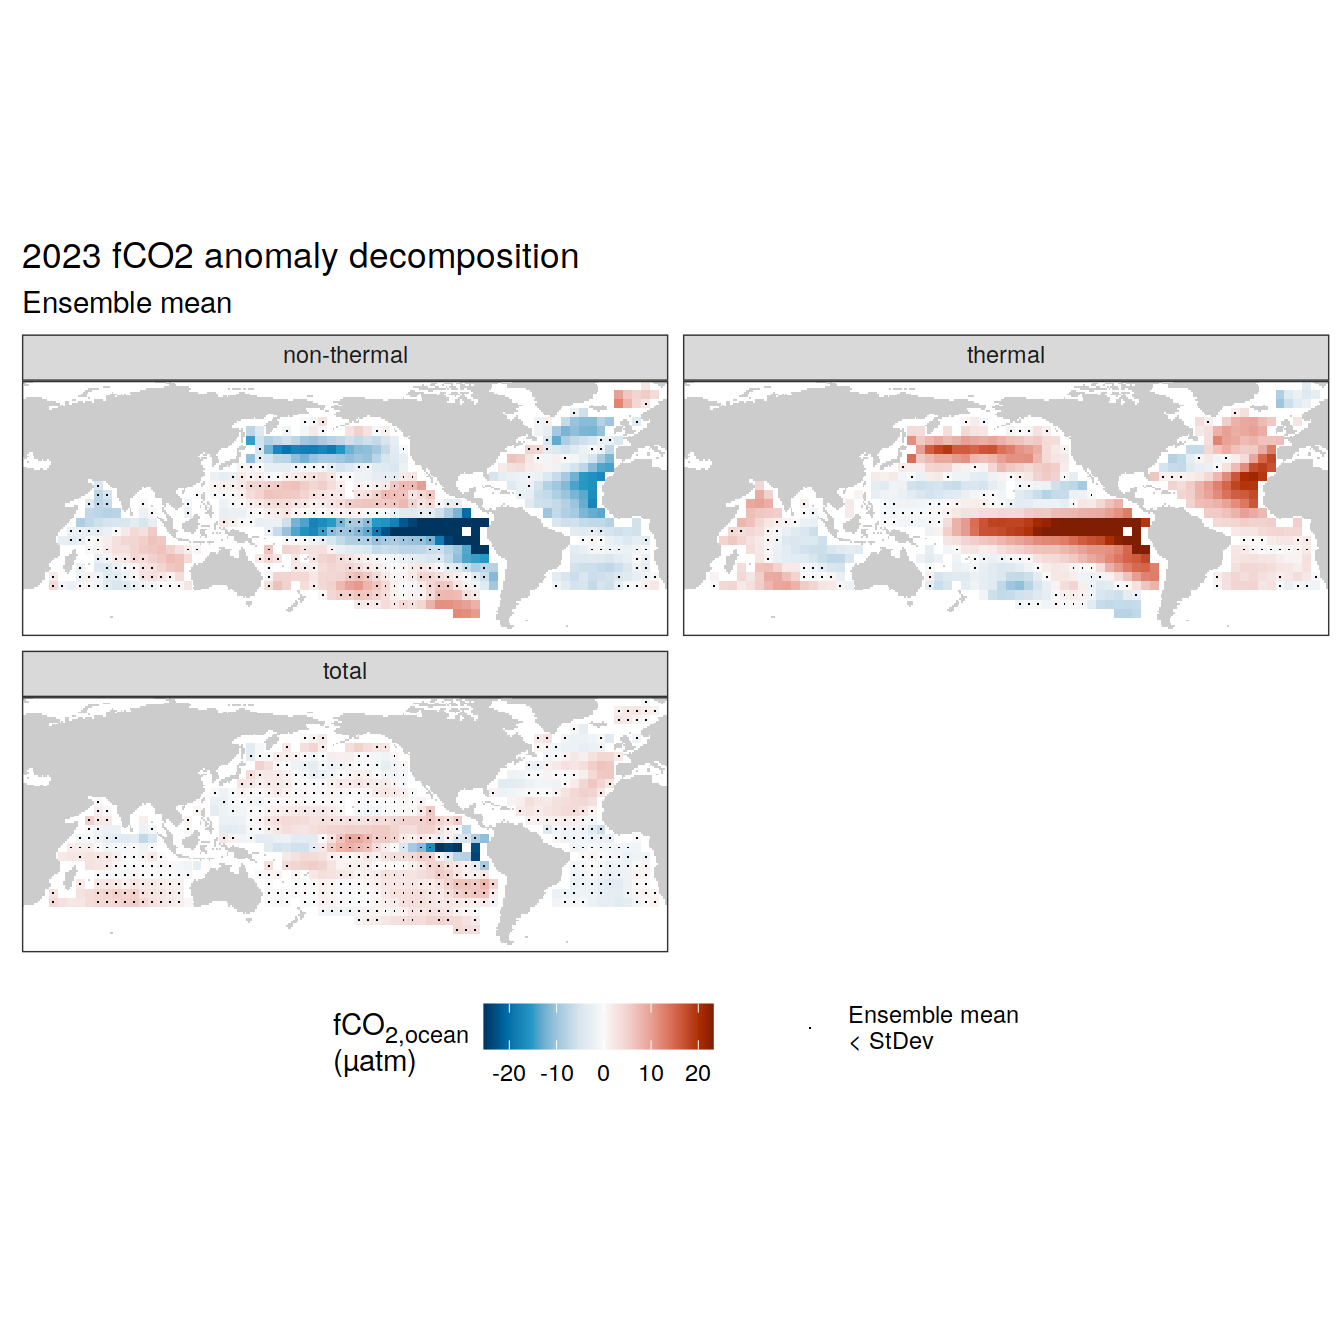 2023 fCO2 anomaly decomposition
Ensemble mean
non-thermal
thermal
total
fCO2,ocean
(µatm)
-20 -10 0 10 20
Ensemble mean
< StDev